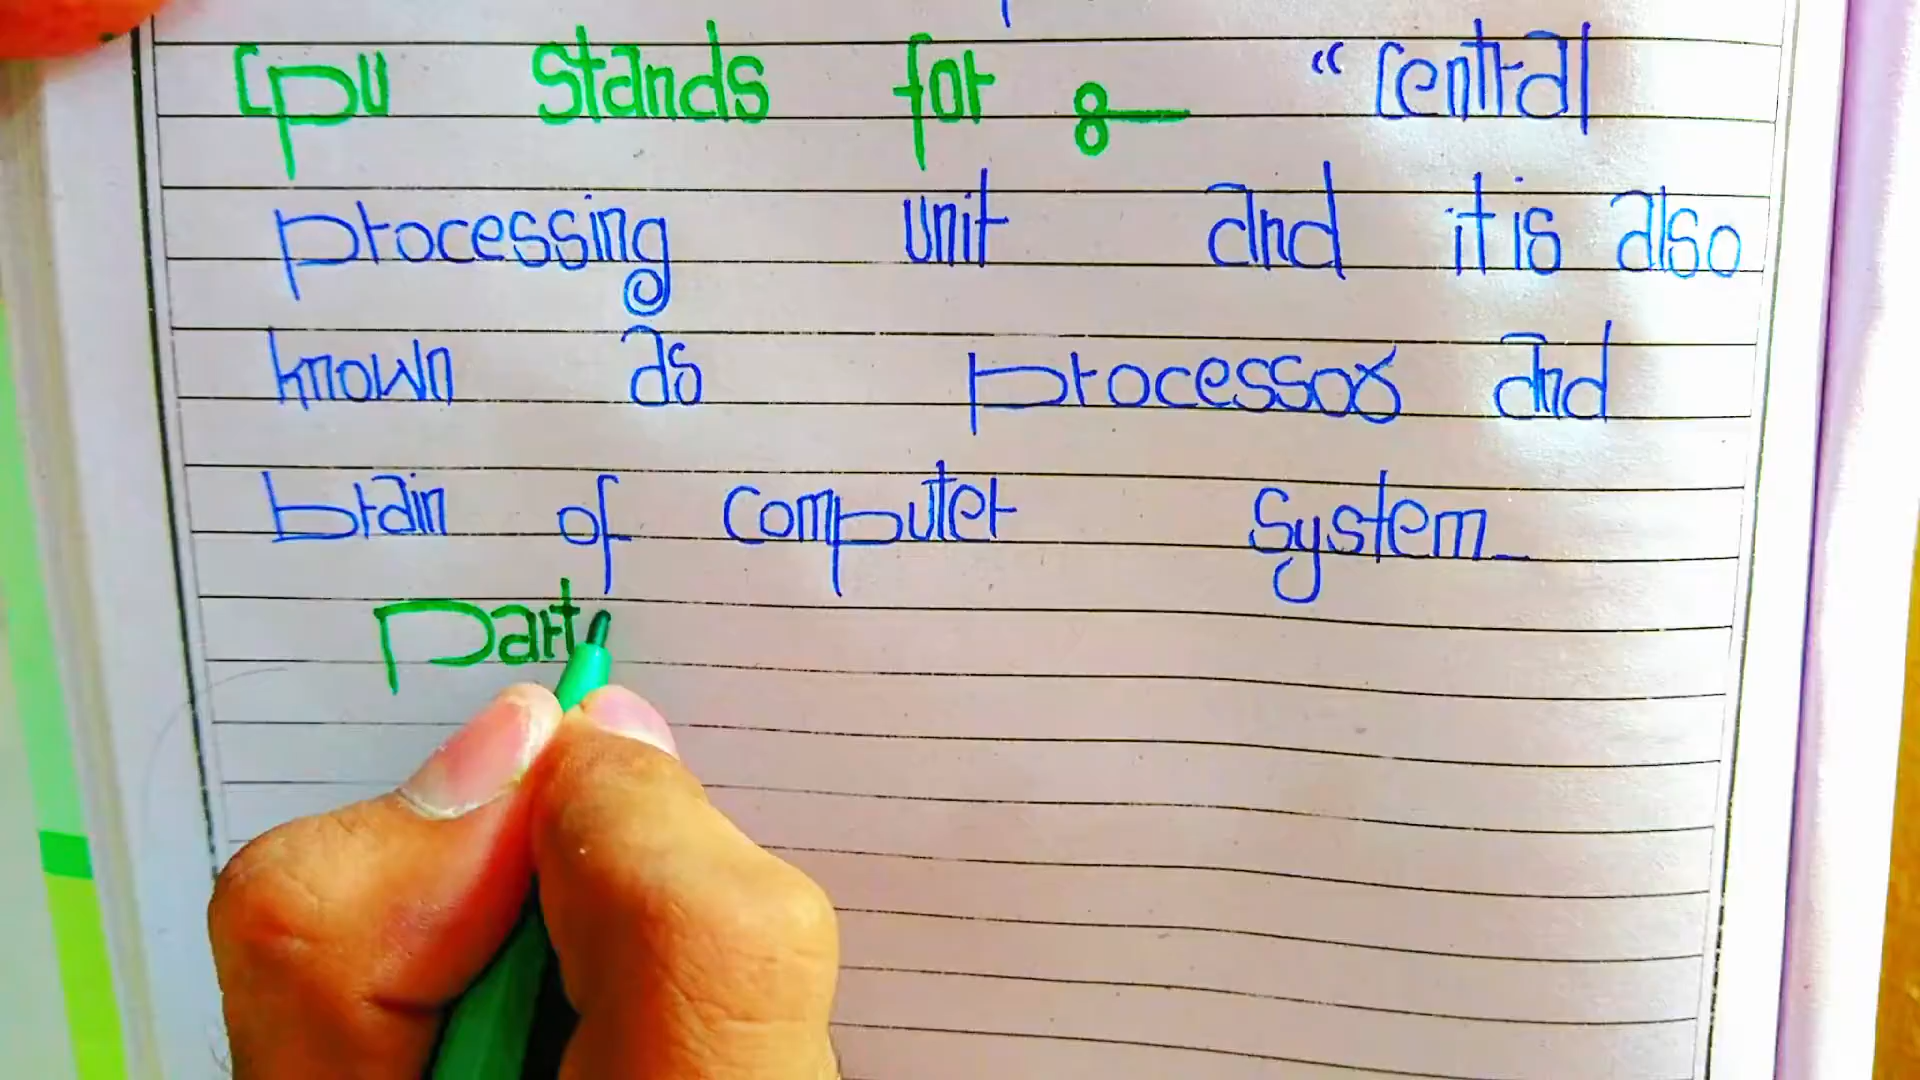 Cpu stands for :- "Central
processing unit and it is also
known as processor and
brain of computer system
Part